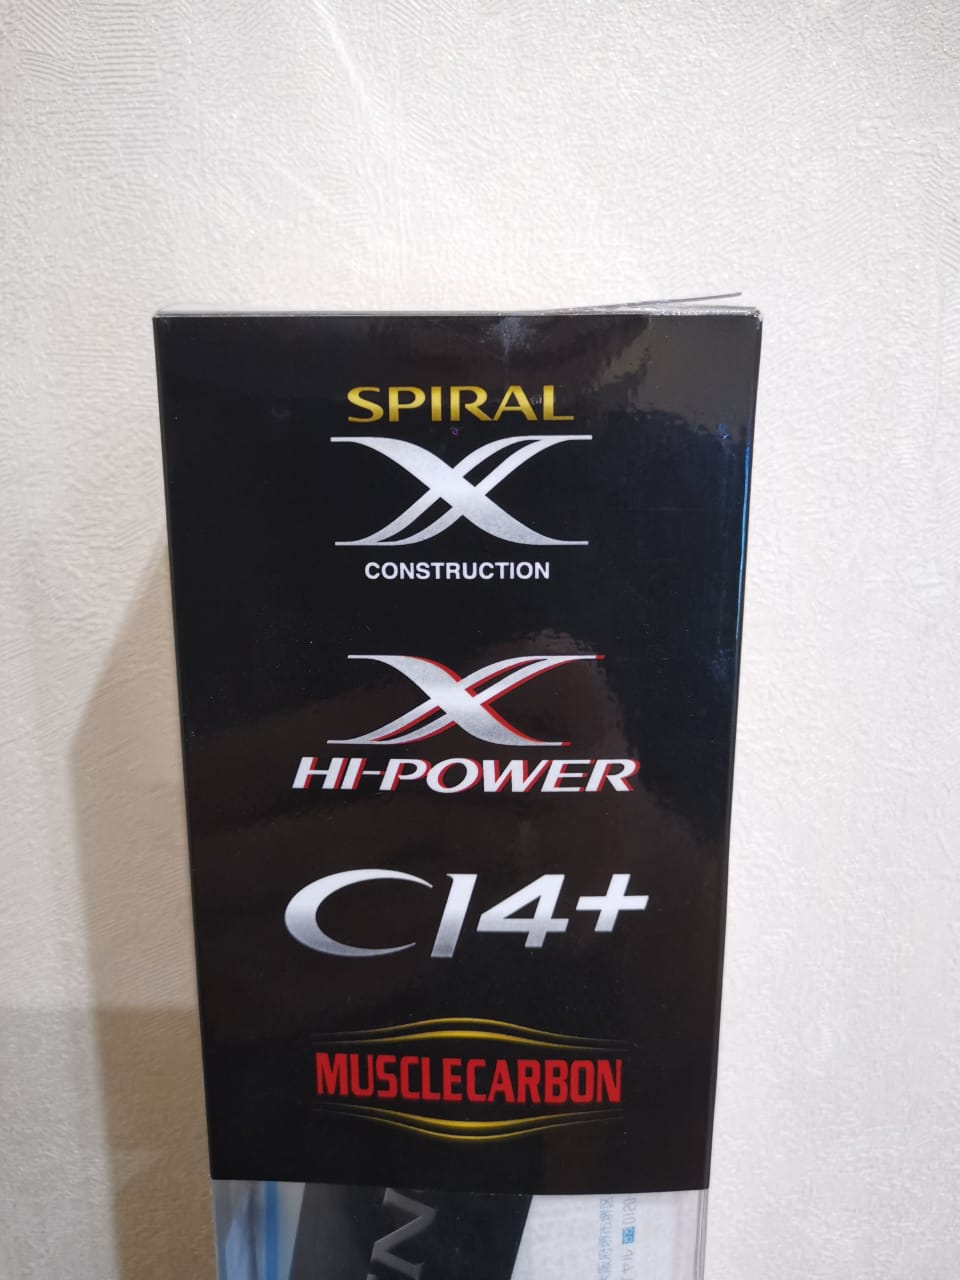 SPIRAL
X
CONSTRUCTION
X
HI-POWER
CI4+
MUSCLECARBON